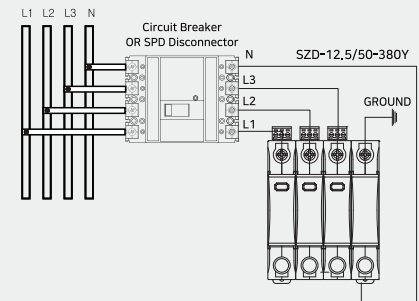 L1 L2 L3 N
Circuit Breaker
OR SPD Disconnector
N
SZD-12.5/50-380Y
L3
L2
L1
GROUND